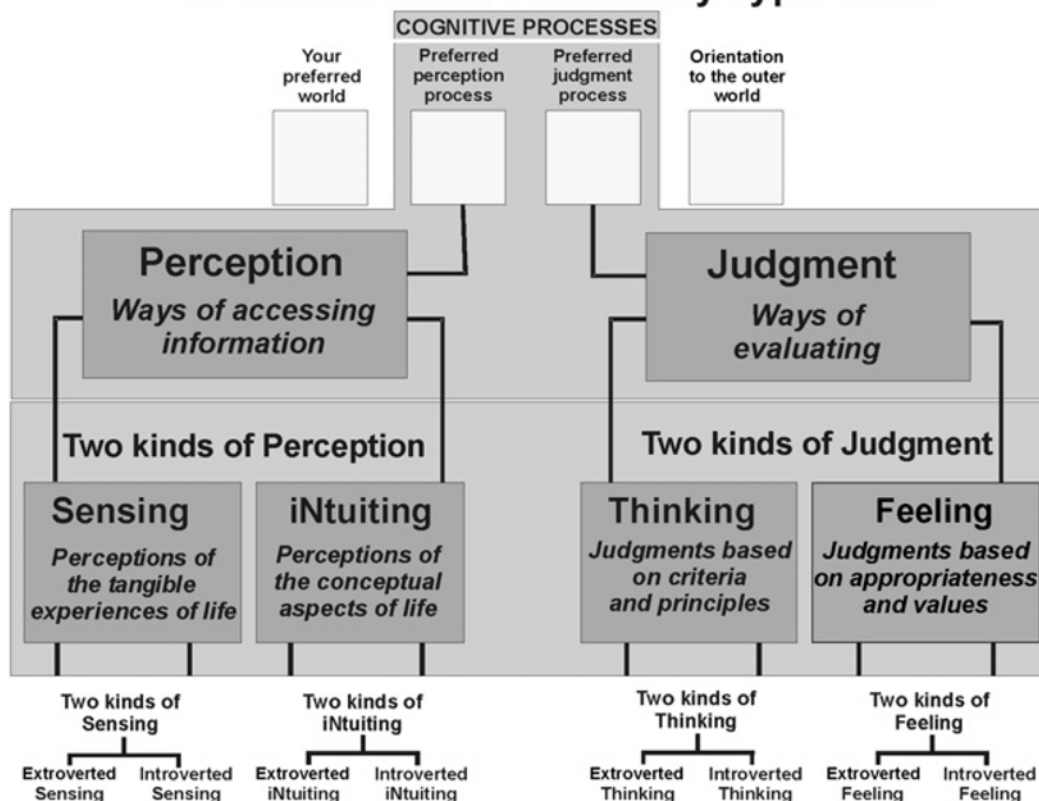 COGNITIVE PROCESSES
Your
preferred
world
Preferred
perception
process
Preferred
judgment
process
Orientation
to the outer
world
Perception
Ways of accessing
information
Judgment
Ways of
evaluating
Two kinds of Perception
Two kinds of Judgment
Sensing
Perceptions of
the tangible
experiences of life
iNtuiting
Perceptions of
the conceptual
aspects of life
Thinking
Judgments based
on criteria
and principles
Feeling
Judgments based
on appropriateness
and values
Two kinds of
Sensing
Two kinds of
iNtuiting
Two kinds of
Thinking
Two kinds of
Feeling
Extroverted
Sensing
Introverted
Sensing
Extroverted
iNtuiting
Introverted
iNtuiting
Extroverted
Thinking
Introverted
Thinking
Extroverted
Feeling
Introverted
Feeling